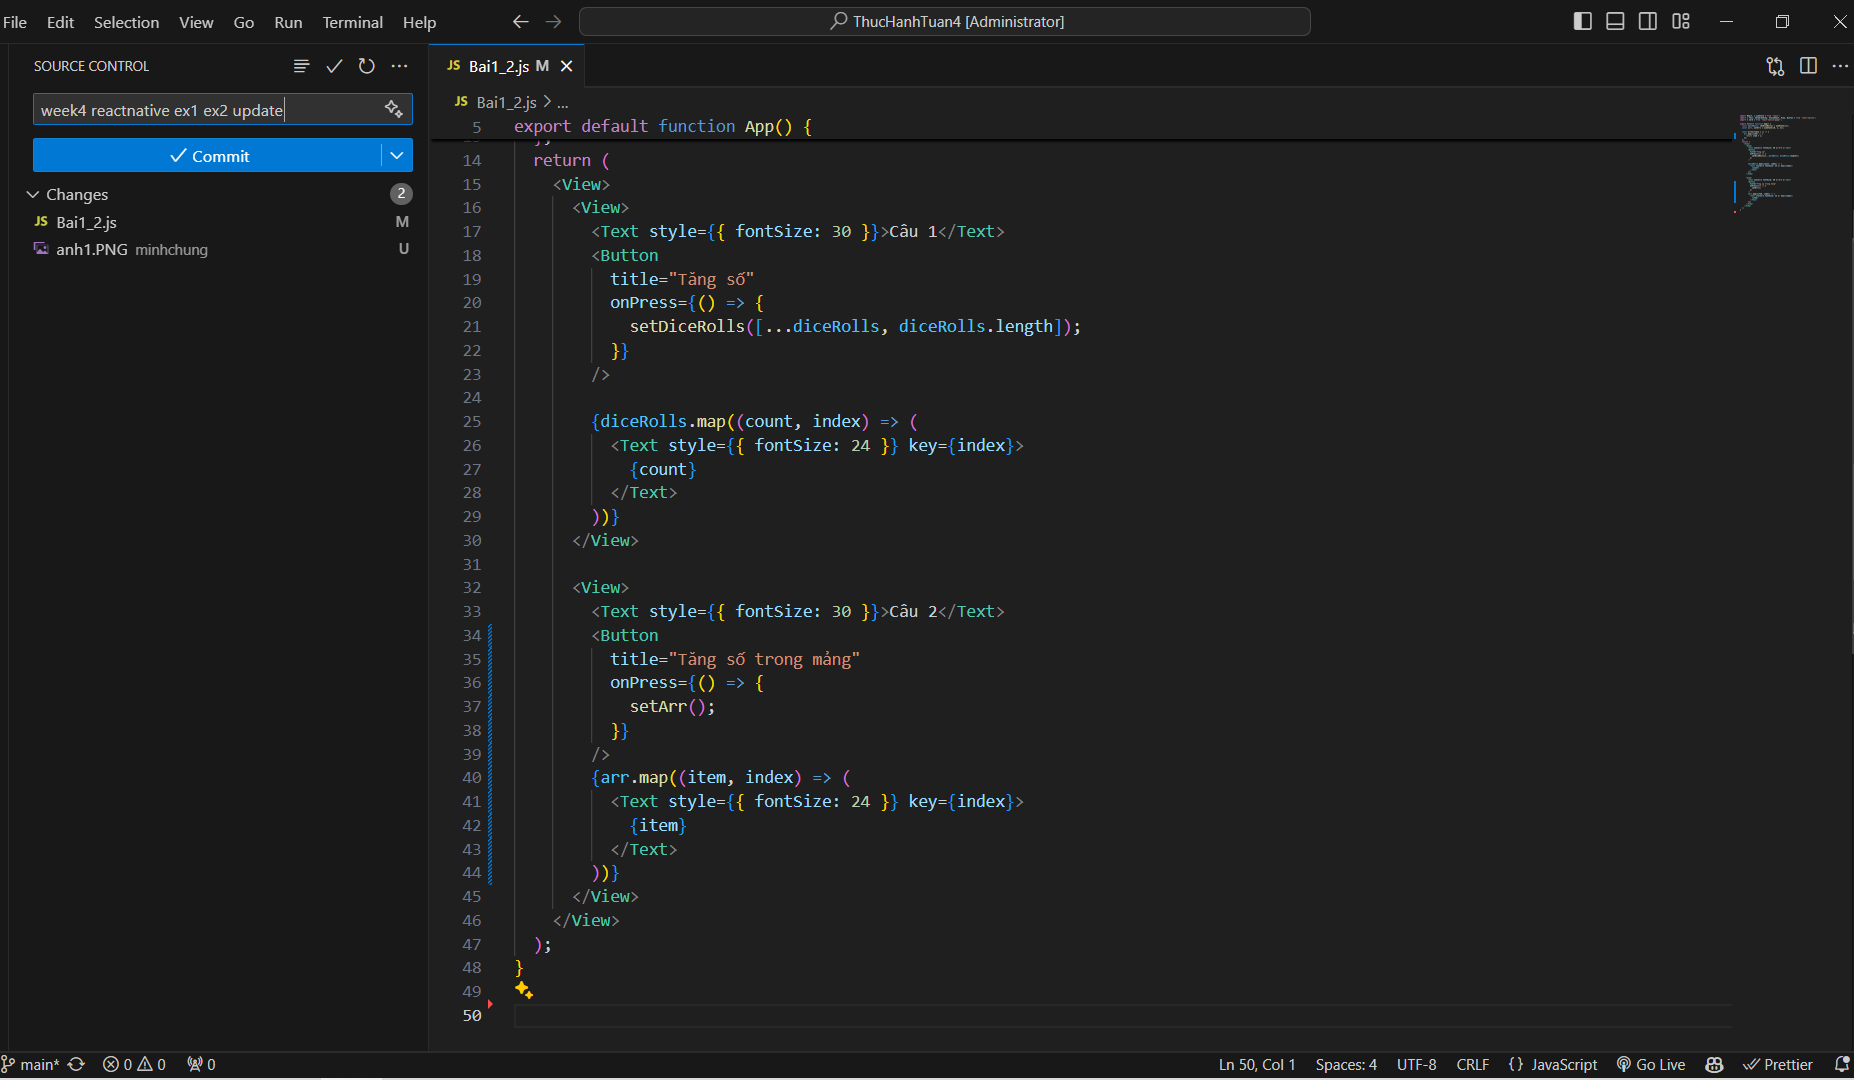 File Edit Selection View Go Run Terminal Help ThucHanhTuan4 [Administrator]
SOURCE CONTROL
week4 reactnative ex1 ex2 update
Commit
Changes 2
JS Bai1_2.js M
anh1.PNG minhchung U
JS Bai1_2.js M
JS Bai1_2.js > ...
5 export default function App() {
14 return (
15 <View>
16 <View>
17 <Text style={{ fontSize: 30 }}>Câu 1</Text>
18 <Button
19 title="Tăng số"
20 onPress={() => {
21 setDiceRolls([...diceRolls, diceRolls.length]);
22 }}
23 />
24
25 {diceRolls.map((count, index) => (
26 <Text style={{ fontSize: 24 }} key={index}>
27 {count}
28 </Text>
29 ))}
30 </View>
31
32 <View>
33 <Text style={{ fontSize: 30 }}>Câu 2</Text>
34 <Button
35 title="Tăng số trong mảng"
36 onPress={() => {
37 setArr();
38 }}
39 />
40 {arr.map((item, index) => (
41 <Text style={{ fontSize: 24 }} key={index}>
42 {item}
43 </Text>
44 ))}
45 </View>
46 </View>
47 );
48 }
49
50
main* 0 0 0 Ln 50, Col 1 Spaces: 4 UTF-8 CRLF {} JavaScript Go Live Prettier